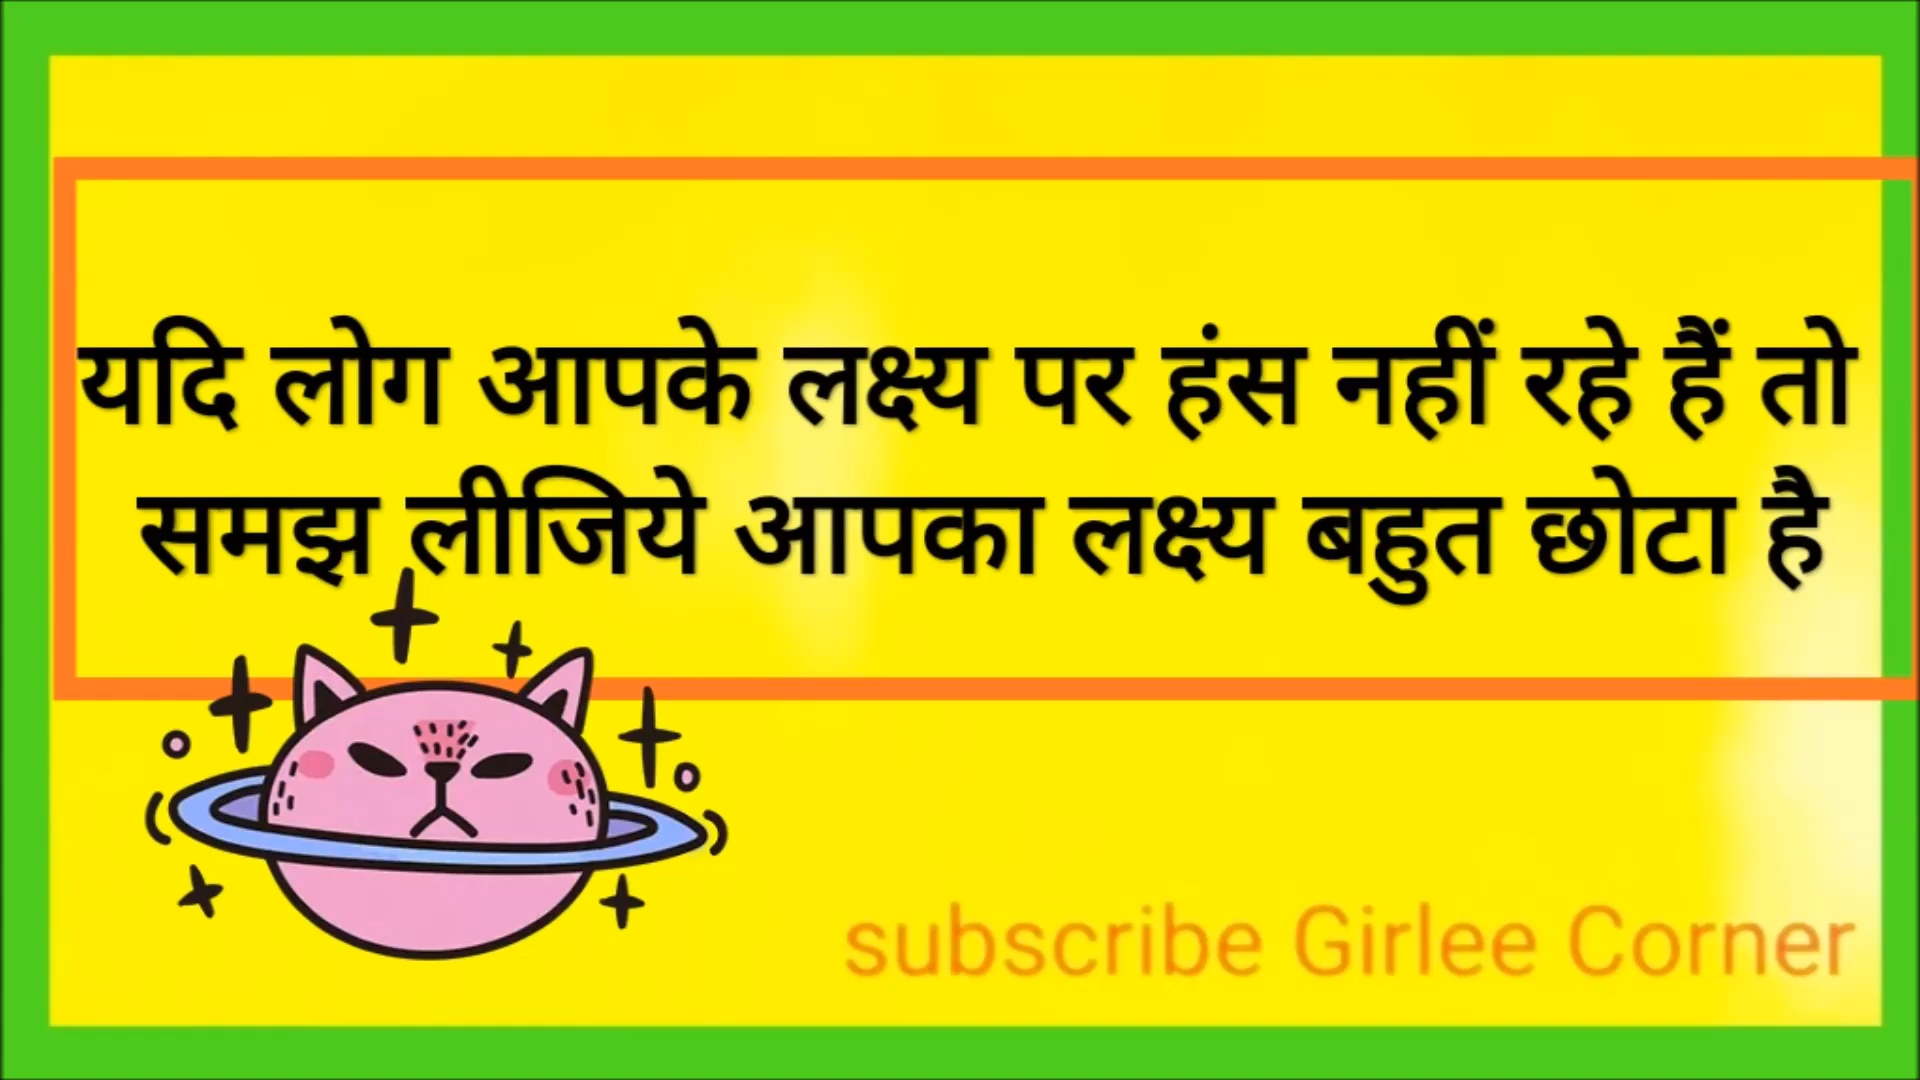 यदि लोग आपके लक्ष्य पर हंस नहीं रहे हैं तो
समझ लीजिये आपका लक्ष्य बहुत छोटा है
subscribe Girlee Corner